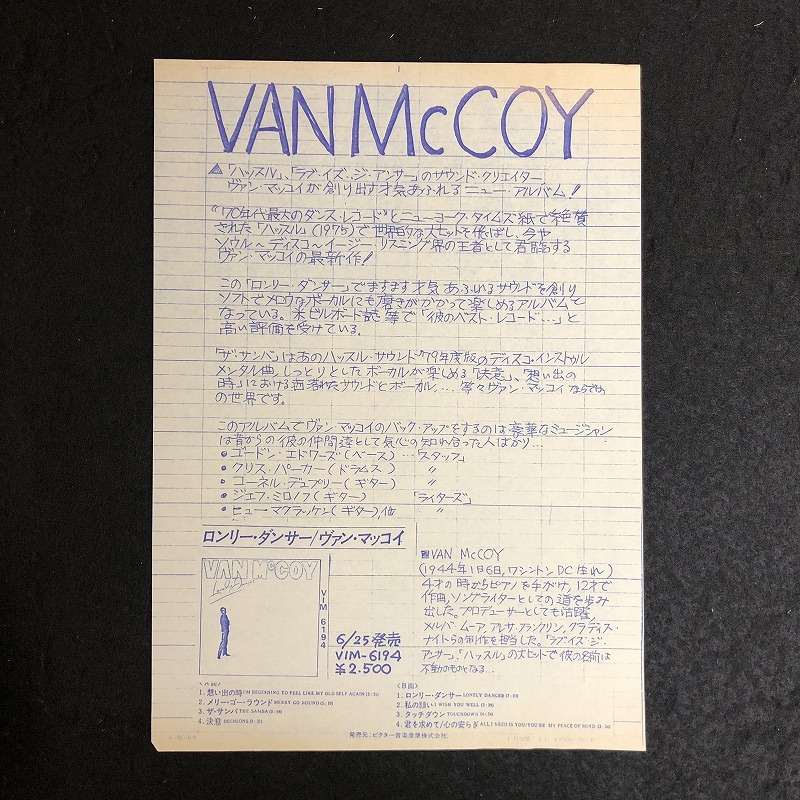 VAN McCOY
「ハッスル」、「ラブ・イズ・ジ・アンサー」のサウンド・クリエイター
ヴァン・マッコイが創り出す才気あふれるニュー・アルバム!
"70年代最大のダンス・レコード"とニューヨーク・タイムズ紙で絶賛
された「ハッスル」(1975)で世界的な大ヒットを飛ばし、今や
ソウル〜ディスコ〜イージー・リスニング界の王者として君臨する
ヴァン・マッコイの最新作!
この「ロンリー・ダンサー」でますます才気あふれるサウンドを創り
ソフトでメロウなボーカルにも磨きがかかって楽しめるアルバムと
なっている。米ビルボード誌等で「彼のベスト・レコード…」と
高い評価を受けている。
「ザ・サンバ」はあのハッスル・サウンド'79年度版のディスコ・インストゥル
メンタル曲。しっとりとしたボーカルが楽しめる「決意」、「想い出の
時」における洒落たサウンドとボーカル、… 等々ヴァン・マッコイならでわ
の世界です。
このアルバムでヴァン・マッコイのバック・アップをするのは豪華なミュージシャン
は昔からの彼の仲間達として気心の知れ合った人ばかり…
● ゴードン・エドワーズ(ベース) …「スタッフ」
● クリス・パーカー(ドラムス) 〃
● コーネル・デュプリー(ギター) 〃
● ジェフ・ミロノフ(ギター) 「ライターズ」
● ヒュー・マクラッケン(ギター)、他 〃
ロンリー・ダンサー/ヴァン・マッコイ
VAN McCOY
VIM 6194
6/25発売
VIM-6194
¥2.500
VAN McCOY
(1944年1月6日、ワシントンDC生れ)
4才の時からピアノを手がけ、12才で
作曲、ソングライターとしての道を歩み
出した。プロデューサーとしても活躍、
メルバ・ムーア、アレサ・フランクリン、グラディス・
ナイトらの制作を担当した。「ラブ・イズ・ジ・
アンサー」、「ハッスル」の大ヒットで彼の名前は
不動のものとなる…
1. 想い出の時 I'M BEGINNING TO FEEL LIKE MY OLD SELF AGAIN
2. メリー・ゴー・ラウンド MERRY GO ROUND
3. ザ・サンバ THE SAMBA
4. 決意 DECISIONS
〈B面〉
1. ロンリー・ダンサー LONELY DANCER
2. 私の願い I WISH YOU WELL
3. タッチダウン TOUCHDOWN
4. 君を求めて/心の安らぎ ALL I NEED IS YOU/YOU'RE MY PEACE OF MIND
発売元:ビクター音楽産業株式会社